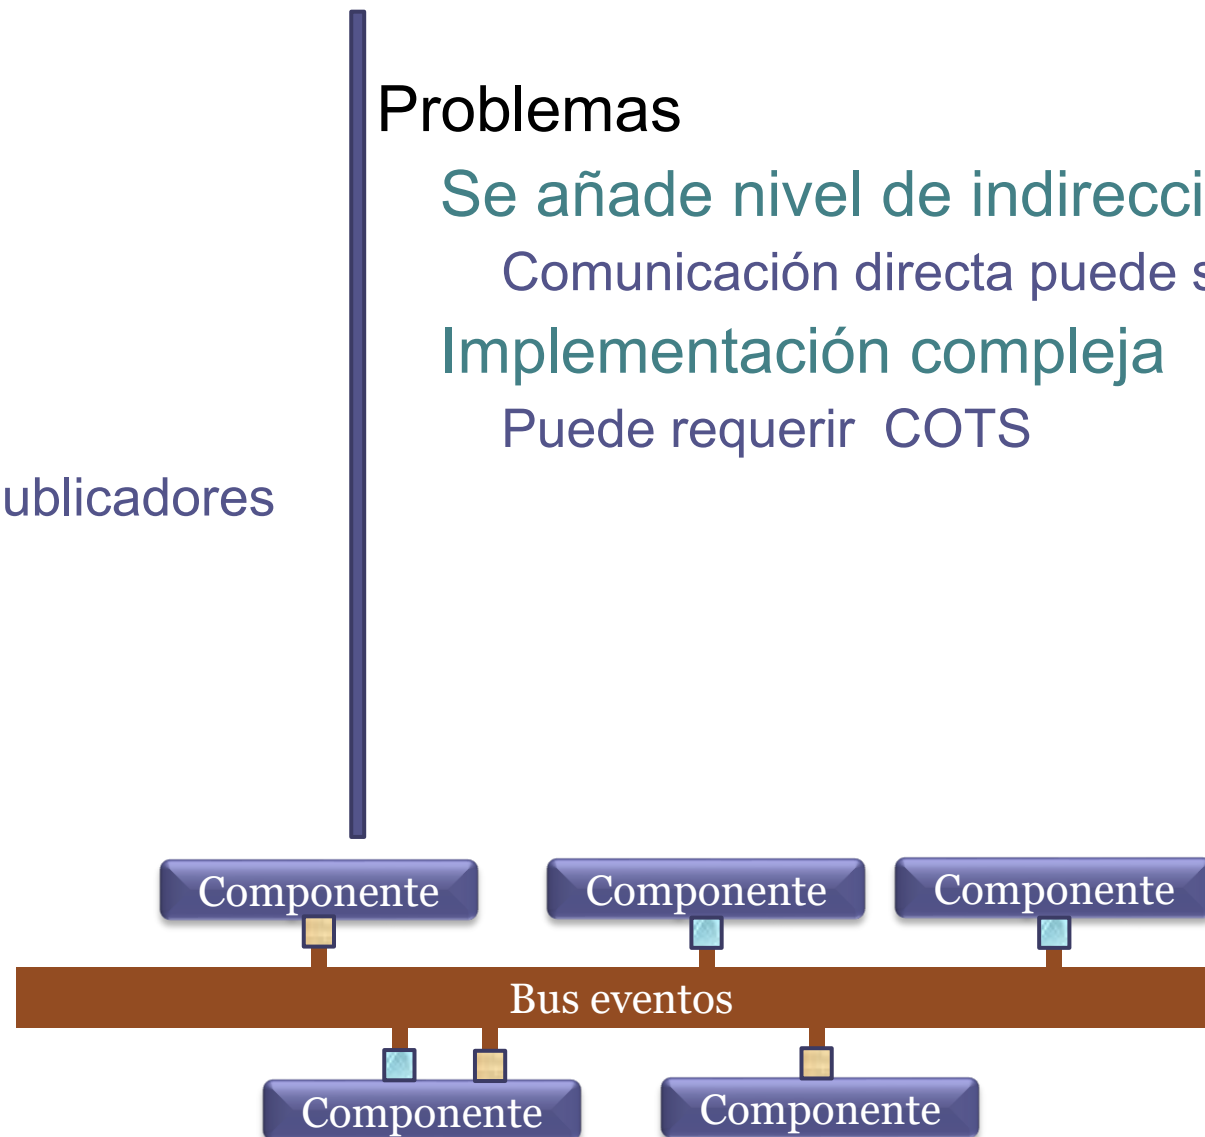 Problemas
Se añade nivel de indirecci
Comunicación directa puede s
Implementación compleja
Puede requerir COTS
ublicadores
Componente
Componente
Componente
Bus eventos
Componente
Componente